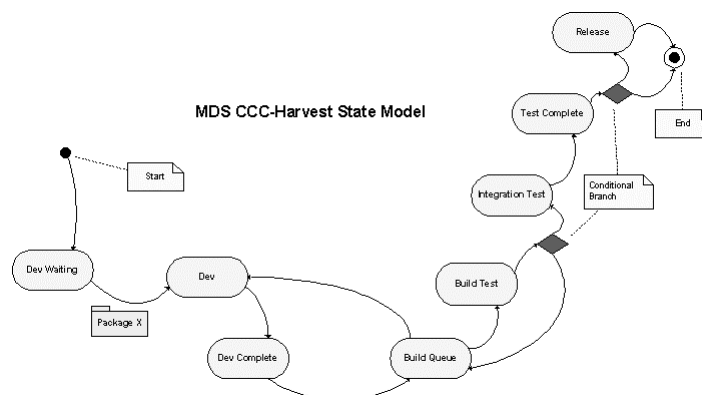 Release
MDS CCC-Harvest State Model
Test Complete
End
Start
Integration Test
Conditional
Branch
Dev Waiting
Dev
Build Test
Package X
Dev Complete
Build Queue